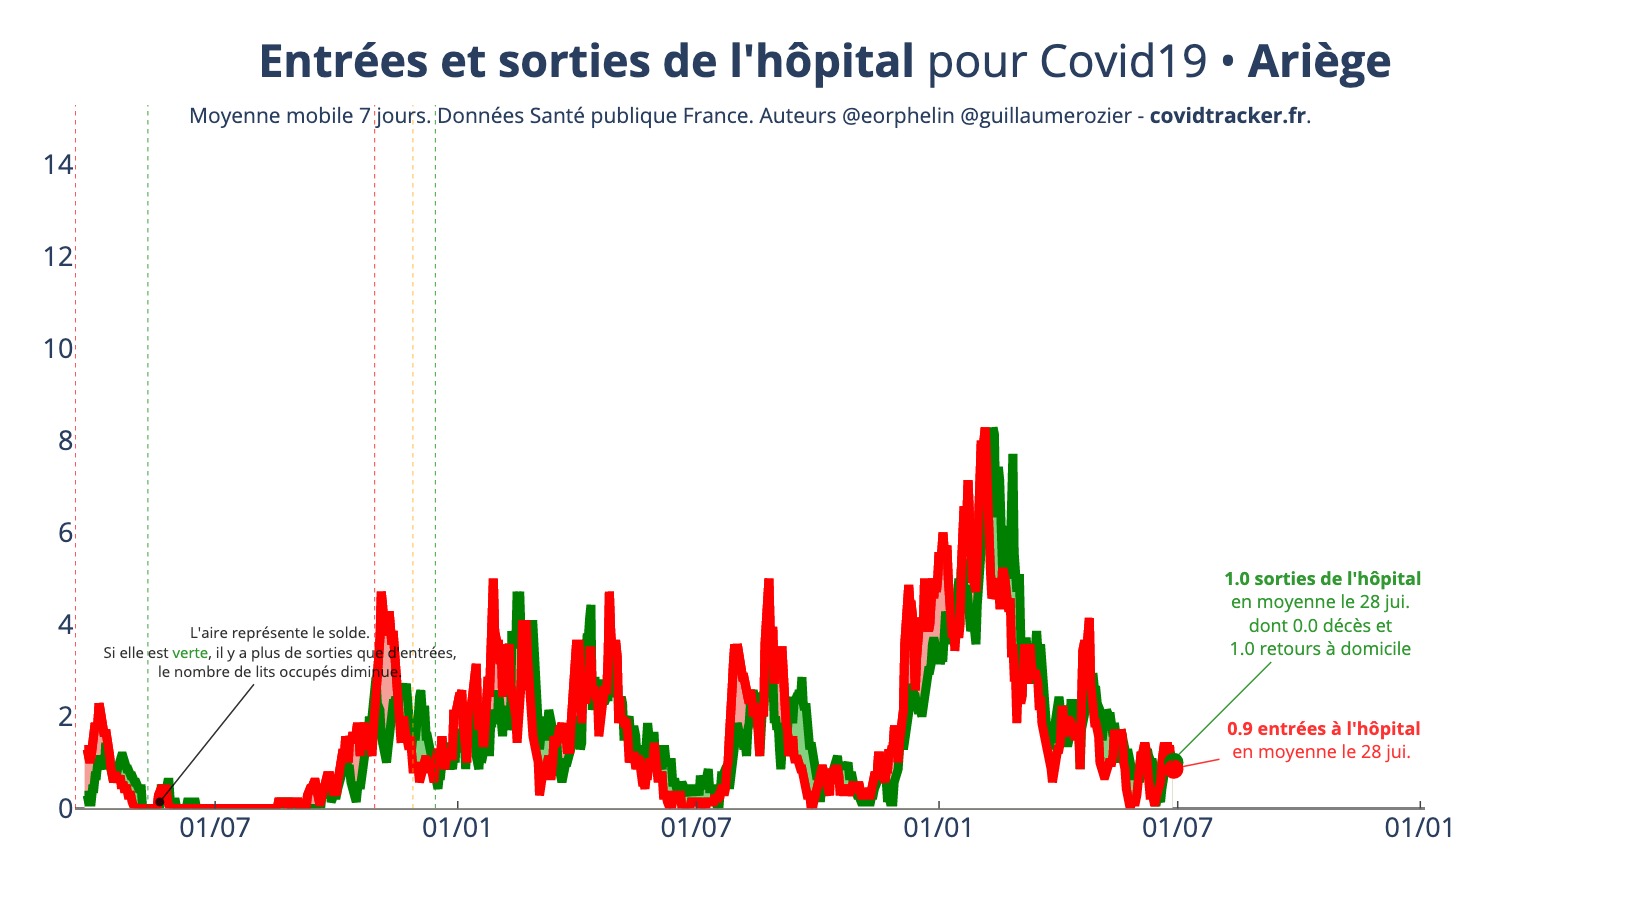 Entrées et sorties de l'hôpital pour Covid19 • Ariège
Moyenne mobile 7 jours. Données Santé publique France. Auteurs @eorphelin @guillaumerozier - covidtracker.fr.
14
12
10
8
6
4
2
0
L'aire représente le solde.
Si elle est verte, il y a plus de sorties que d'entrées,
le nombre de lits occupés diminue.
1.0 sorties de l'hôpital
en moyenne le 28 jui.
dont 0.0 décès et
1.0 retours à domicile
0.9 entrées à l'hôpital
en moyenne le 28 jui.
01/07
01/01
01/07
01/01
01/07
01/01